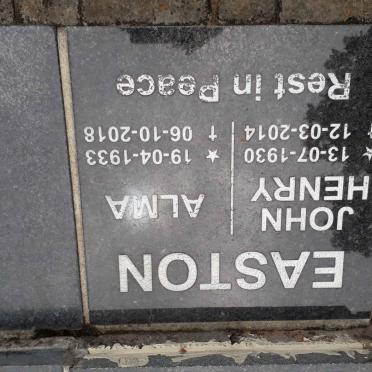 EASTON
JOHN
HENRY
ALMA
★ 13-07-1930
✝ 12-03-2014
★ 19-04-1933
✝ 06-10-2018
Rest in Peace